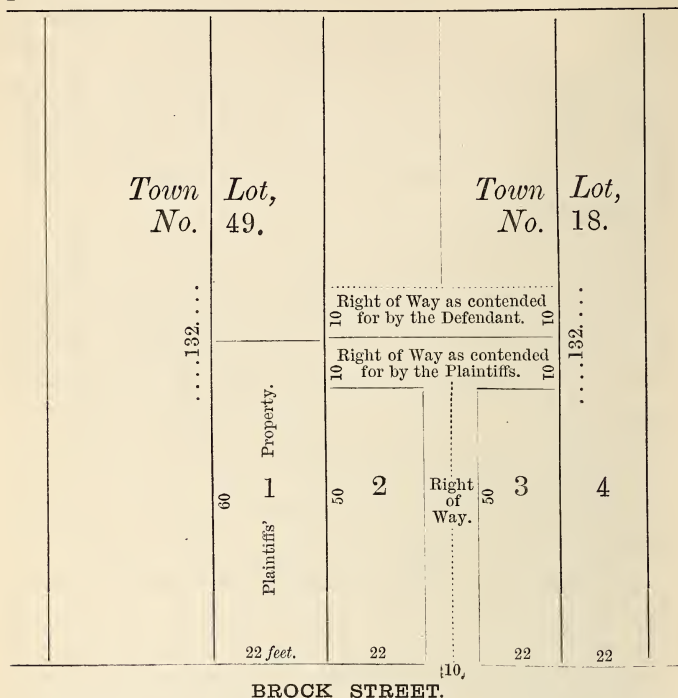 Town Lot,
No. 49.
Town Lot,
No. 18.
....132....
....132....
10 Right of Way as contended 10
for by the Defendant.
10 Right of Way as contended 10
for by the Plaintiffs.
Plaintiffs' 1 Property.
60
50
2
Right
of
Way.
50
3
4
22 feet.
22
10
22
22
BROCK STREET.